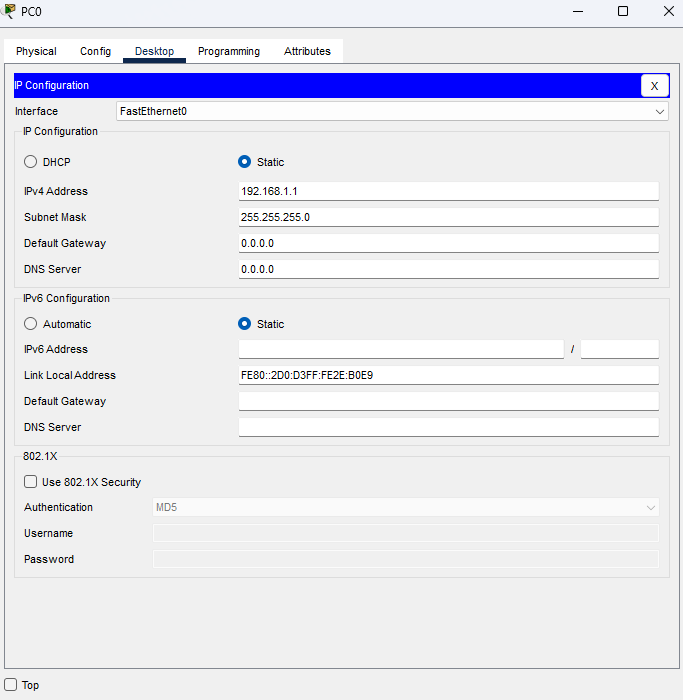 PC0
Physical Config Desktop Programming Attributes
IP Configuration X
Interface FastEthernet0
IP Configuration
DHCP Static
IPv4 Address 192.168.1.1
Subnet Mask 255.255.255.0
Default Gateway 0.0.0.0
DNS Server 0.0.0.0
IPv6 Configuration
Automatic Static
IPv6 Address /
Link Local Address FE80::2D0:D3FF:FE2E:B0E9
Default Gateway
DNS Server
802.1X
Use 802.1X Security
Authentication MD5
Username
Password
Top